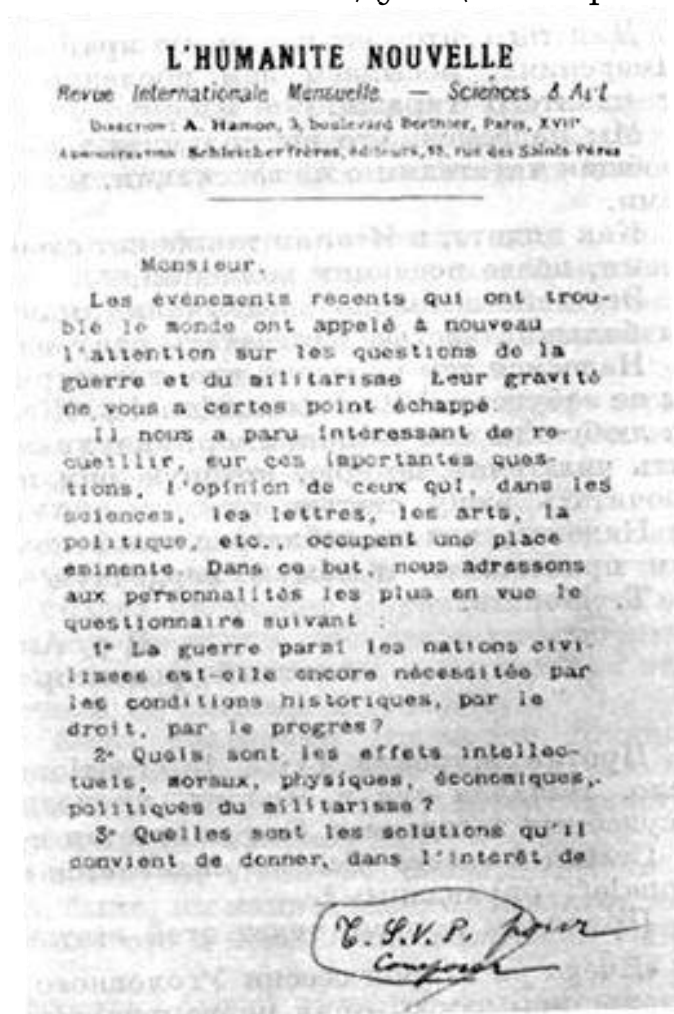 L'HUMANITE NOUVELLE
Revue Internationale Mensuelle — Sciences & Art
DIRECTION: A. Hamon, 3, boulevard Berthier, Paris, XVIIe
ADMINISTRATION Schleicher frères, éditeurs, 15, rue des Saints Pères
Monsieur,
Les événements récents qui ont trou-
blé le monde ont appelé à nouveau
l'attention sur les questions de la
guerre et du militarisme Leur gravité
ne vous a certes point échappé.
Il nous a paru intéressant de re-
cueillir, sur ces importantes ques-
tions, l'opinion de ceux qui, dans les
sciences, les lettres, les arts, la
politique, etc., occupent une place
éminente. Dans ce but, nous adressons
aux personnalités les plus en vue le
questionnaire suivant :
1° La guerre parmi les nations civi-
lisées est-elle encore nécessitée par
les conditions historiques, par le
droit, par le progrès?
2° Quels sont les effets intellec-
tuels, moraux, physiques, économiques,
politiques du militarisme ?
3° Quelles sont les solutions qu'il
convient de donner, dans l'intérêt de
T.S.V.P. pour
composer